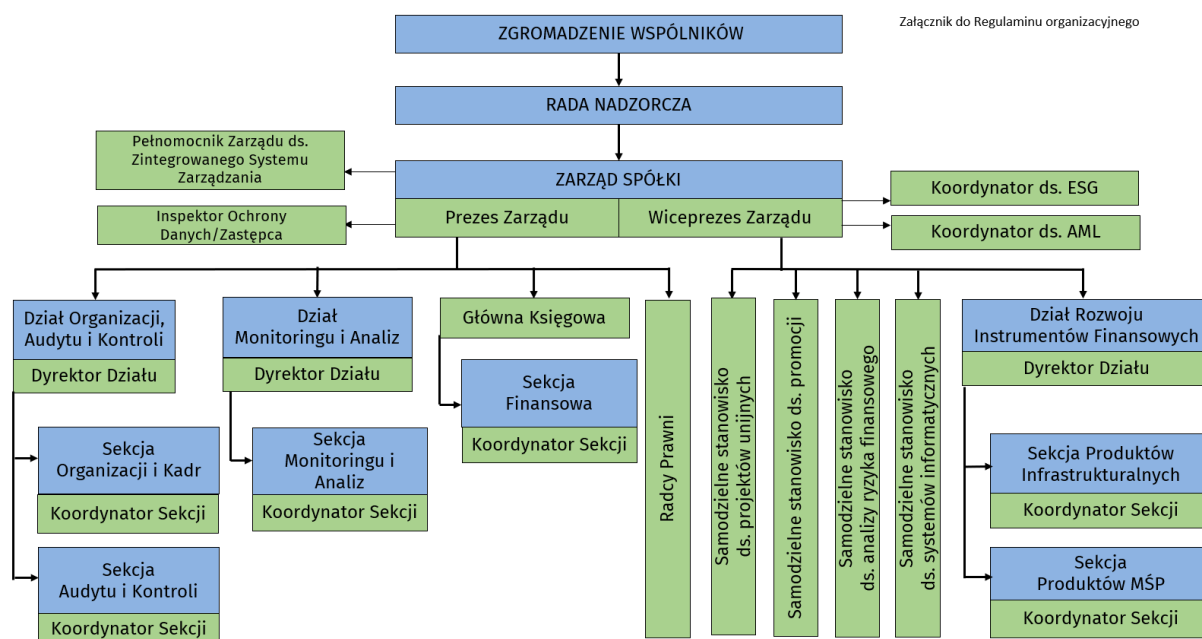 Załącznik do Regulaminu organizacyjnego
ZGROMADZENIE WSPÓLNIKÓW
RADA NADZORCZA
Pełnomocnik Zarządu ds.
Zintegrowanego Systemu
Zarządzania
ZARZĄD SPÓŁKI
Koordynator ds. ESG
Inspektor Ochrony
Danych/Zastępca
Prezes Zarządu
Wiceprezes Zarządu
Koordynator ds. AML
Dział Organizacji,
Audytu i Kontroli
Dyrektor Działu
Sekcja
Organizacji i Kadr
Koordynator Sekcji
Sekcja
Audytu i Kontroli
Koordynator Sekcji
Dział
Monitoringu i Analiz
Dyrektor Działu
Sekcja
Monitoringu i
Analiz
Koordynator Sekcji
Główna Księgowa
Sekcja
Finansowa
Koordynator Sekcji
Radcy Prawni
Samodzielne stanowisko
ds. projektów unijnych
Samodzielne stanowisko ds. promocji
Samodzielne stanowisko
ds. analizy ryzyka finansowego
Samodzielne stanowisko
ds. systemów informatycznych
Dział Rozwoju
Instrumentów Finansowych
Dyrektor Działu
Sekcja Produktów
Infrastrukturalnych
Koordynator Sekcji
Sekcja
Produktów MŚP
Koordynator Sekcji